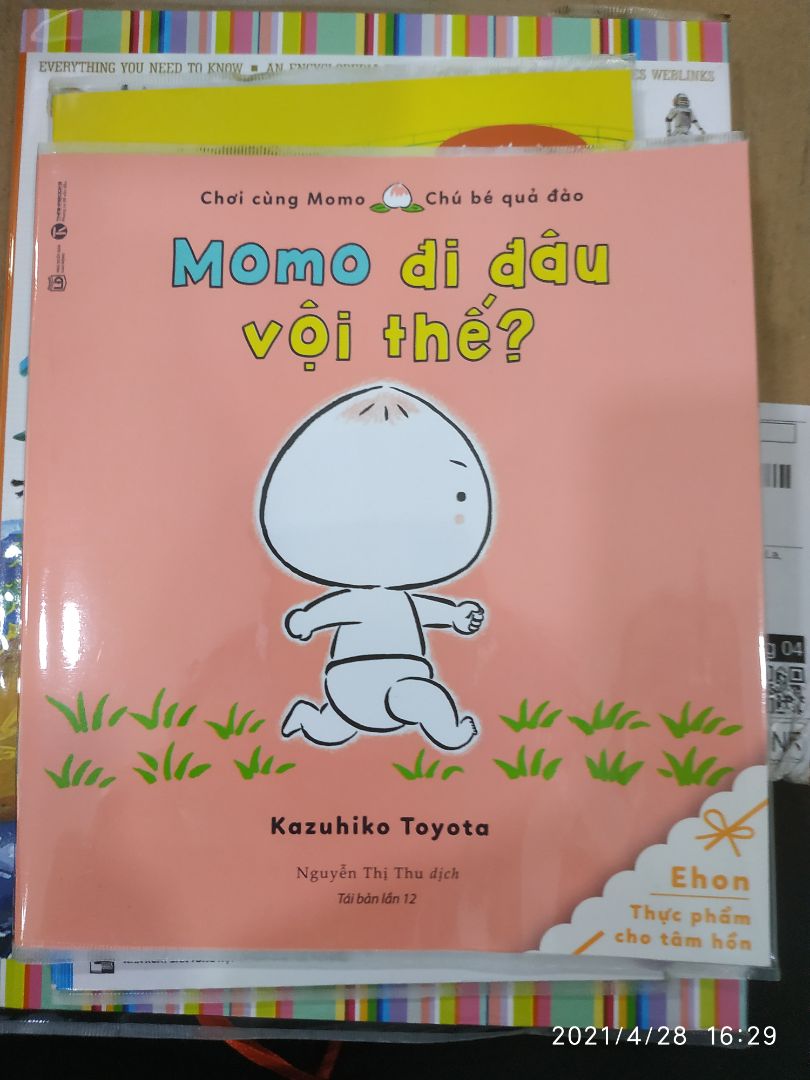 EVERYTHING YOU NEED TO KNOW ▪ AN ENCYCLOPEDIA
WEBLINKS
Chơi cùng Momo Chú bé quả đào
Momo đi đâu
vội thế?
Kazuhiko Toyota
Nguyễn Thị Thu dịch
Tái bản lần 12
Ehon
Thực phẩm
cho tâm hồn
04
2021/4/28 16:29